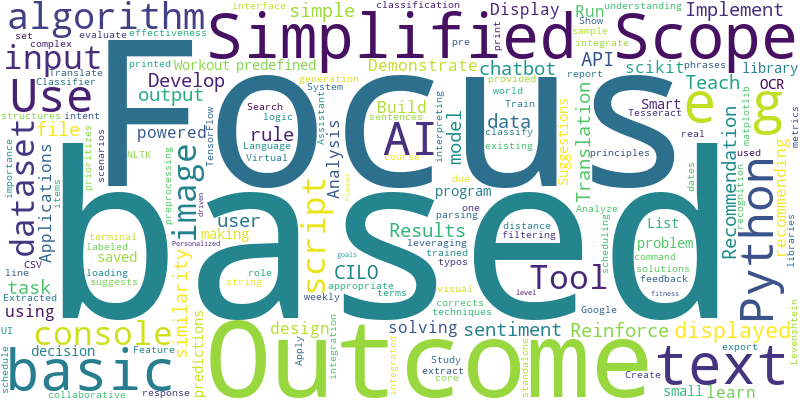 algorithm
classification
interface
understanding
set
complex
evaluate
effectiveness
simple
Display
Run
Show
sample
integrate
Implement
Simplified
Scope
print
pre
phrases
input
Translate
printed
Workout
predefined
Demonstrate
API
scikit
library
Classifier
Develop
generation
System
chatbot
provided
world
Teach
OCR
Focus
Use
structures
intent
output
Search
logic
Build
sentences
Train
Smart
Tesseract
metrics
file
powered
rule
Assistant
AI
data
classify
existing
report
real
matplotlib
e
g
importance
scenarios
NLTK
TensorFlow
Language
Virtual
Analysis
interpreting
model
Suggestions
Translation
principles
used
dates
dataset
Applications
items
prioritizes
preprocessing
image
course
due
program
Analyze
scheduling
Recommendation
recognition
recommending
libraries
based
user
script
Results
parsing
one
distance
filtering
List
problem
Python
terminal
labeled
saved
making
driven
Personalized
goals
leveraging
trained
typos
command
solutions
feedback
CSV
loading
suggests
role
string
CILO
appropriate
visual
corrects
Tool
level
fitness
line
task
Extracted
using
weekly
terms
techniques
Google
UI
console
similarity
design
solving
sentiment
Reinforce
displayed
schedule
decision
Feature
predictions
Outcome
Apply
integration
integrated
Study
extract
core
standalone
text
export
Levenshtein
basic
collaborative
response
Create
small
learn